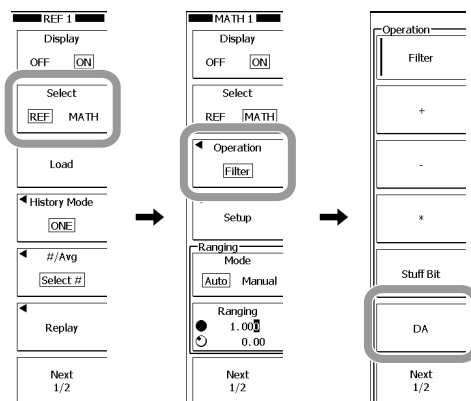 REF 1
Display
OFF ON
Select
REF MATH
Load
History Mode
ONE
#/Avg
Select #
Replay
Next
1/2
MATH 1
Display
OFF ON
Select
REF MATH
Operation
Filter
Setup
Ranging
Mode
Auto Manual
Ranging
1.000
0.00
Next
1/2
Operation
Filter
+
-
*
Stuff Bit
DA
Next
1/2